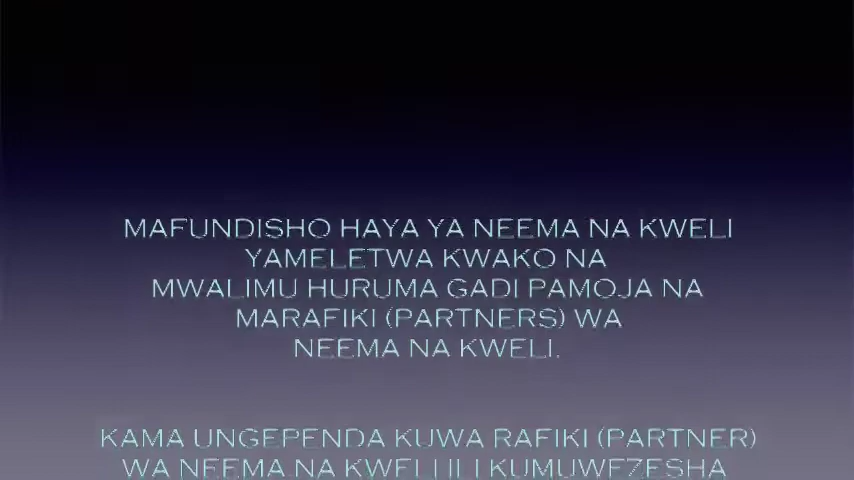 MAFUNDISHO HAYA YA NEEMA NA KWELI
YAMELETWA KWAKO NA
MWALIMU HURUMA GADI PAMOJA NA
MARAFIKI (PARTNERS) WA
NEEMA NA KWELI.
KAMA UNGEPENDA KUWA RAFIKI (PARTNER)
WA NEEMA NA KWELI ILI KUMUWEZESHA